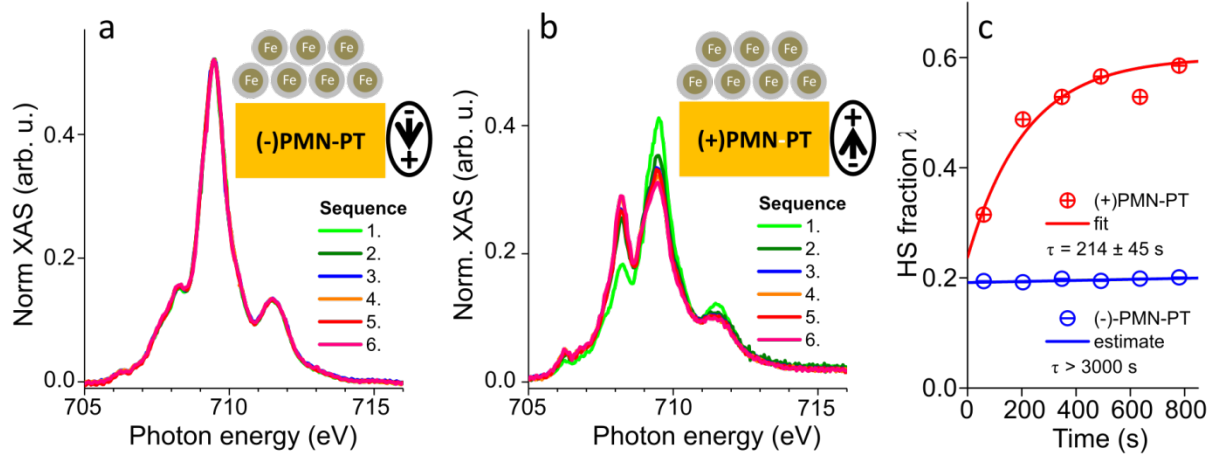 a
Norm XAS (arb. u.)
0.4
0.2
0.0
705
710
715
Photon energy (eV)
Fe Fe Fe
Fe Fe Fe Fe
(-)PMN-PT
-
+
Sequence
1.
2.
3.
4.
5.
6.
b
Norm. XAS (arb. u.)
0.4
0.2
0.0
705
710
715
Photon energy (eV)
Fe Fe Fe
Fe Fe Fe Fe
(+)PMN-PT
+
-
Sequence
1.
2.
3.
4.
5.
6.
c
HS fraction λ
0.6
0.4
0.2
0.0
0 200 400 600 800
Time (s)
(+)PMN-PT
fit
τ = 214 ± 45 s
(-)-PMN-PT
estimate
τ > 3000 s